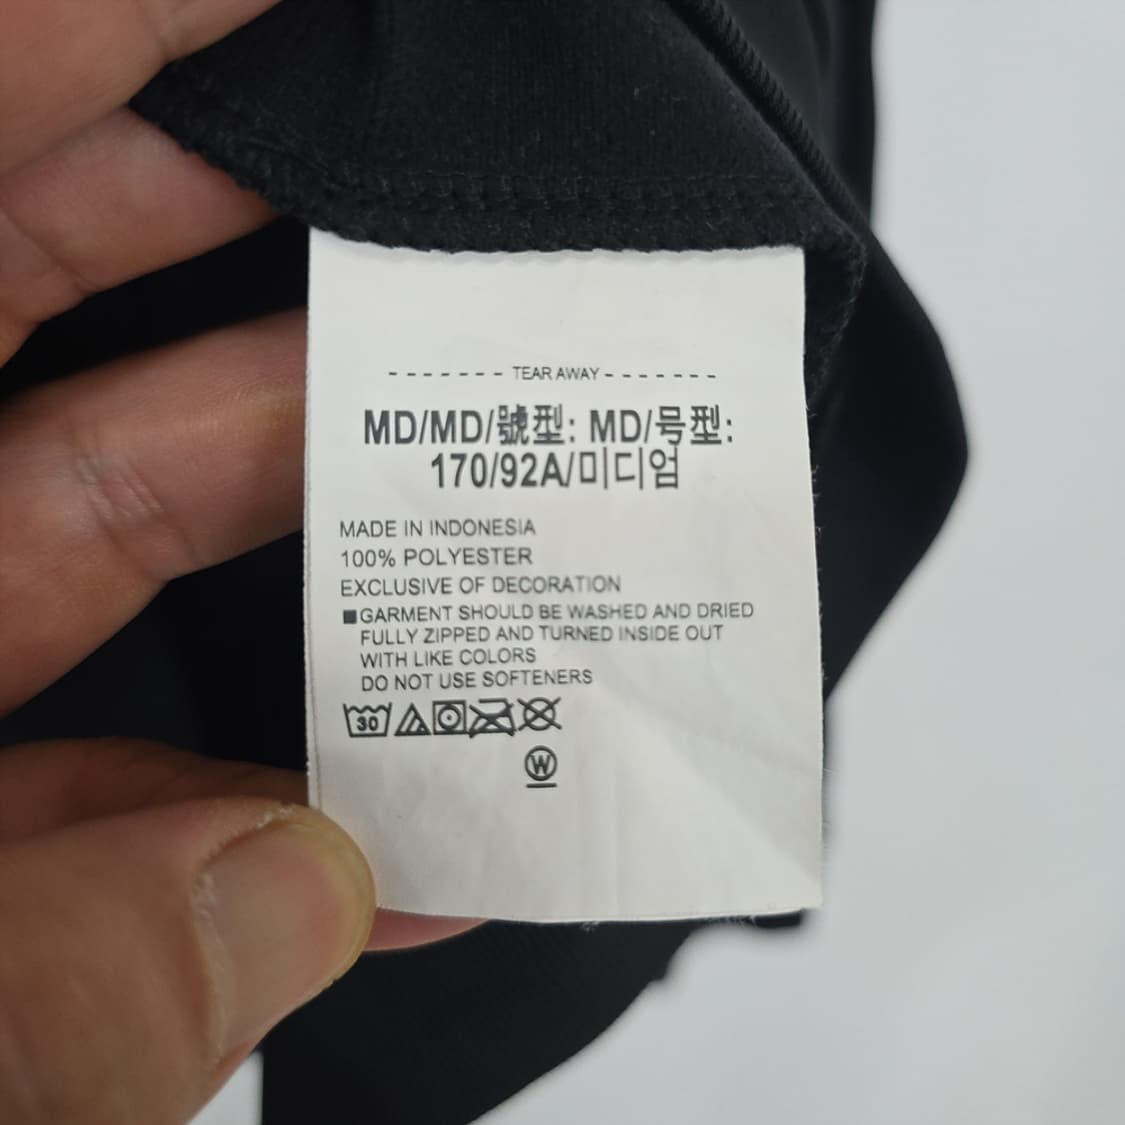 - - - - - - - TEAR AWAY - - - - - - -
MD/MD/號型: MD/号型:
170/92A/미디엄
MADE IN INDONESIA
100% POLYESTER
EXCLUSIVE OF DECORATION
■GARMENT SHOULD BE WASHED AND DRIED
FULLY ZIPPED AND TURNED INSIDE OUT
WITH LIKE COLORS
DO NOT USE SOFTENERS
30
W